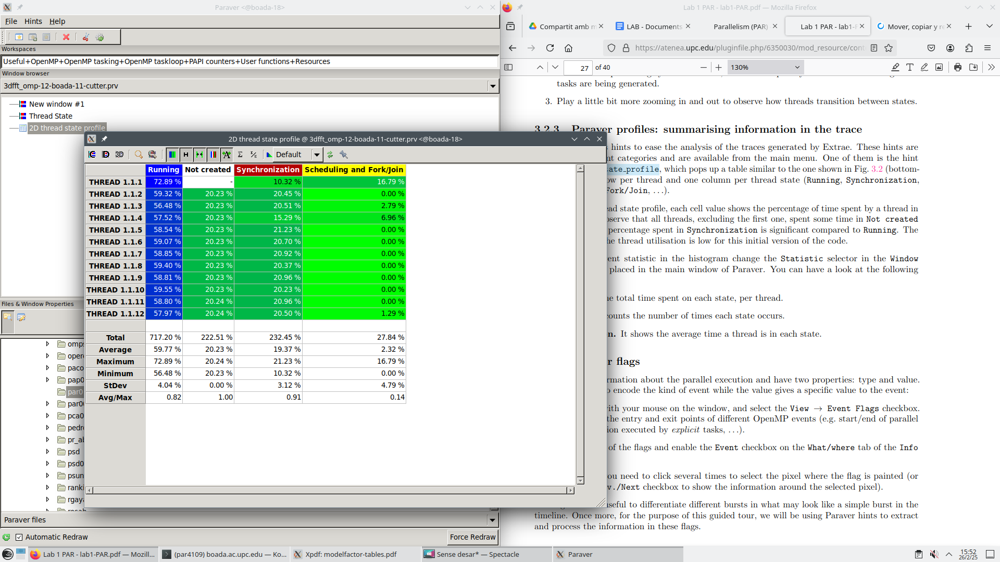 Paraver <@boada-18>
File Hints Help
Workspaces
Useful+OpenMP+OpenMP tasking+OpenMP taskloop+PAPI counters+User functions+Resources
Window browser
3dfft_omp-12-boada-11-cutter.prv
New window #1
Thread State
2D thread state profile
2D thread state profile @ 3dfft_omp-12-boada-11-cutter.prv <@boada-18>
3D Σ Default
Running Not created Synchronization Scheduling and Fork/Join
THREAD 1.1.1 72.89 % - 10.32 % 16.79 %
THREAD 1.1.2 59.32 % 20.23 % 20.45 % 0.00 %
THREAD 1.1.3 56.48 % 20.23 % 20.51 % 2.79 %
THREAD 1.1.4 57.52 % 20.23 % 15.29 % 6.96 %
THREAD 1.1.5 58.54 % 20.23 % 21.23 % 0.00 %
THREAD 1.1.6 59.07 % 20.23 % 20.70 % 0.00 %
THREAD 1.1.7 58.85 % 20.23 % 20.92 % 0.00 %
THREAD 1.1.8 59.40 % 20.23 % 20.37 % 0.00 %
THREAD 1.1.9 58.81 % 20.23 % 20.96 % 0.00 %
THREAD 1.1.10 59.55 % 20.23 % 20.23 % 0.00 %
THREAD 1.1.11 58.80 % 20.24 % 20.96 % 0.00 %
THREAD 1.1.12 57.97 % 20.24 % 20.50 % 1.29 %
Total 717.20 % 222.51 % 232.45 % 27.84 %
Average 59.77 % 20.23 % 19.37 % 2.32 %
Maximum 72.89 % 20.24 % 21.23 % 16.79 %
Minimum 56.48 % 20.23 % 10.32 % 0.00 %
StDev 4.04 % 0.00 % 3.12 % 4.79 %
Avg/Max 0.82 1.00 0.91 0.14
Files & Window Properties
omps
oper
paco
pap0
par0
par0
pca0
pedr
pr_a
psd
psd0
psun
ranki
rgay
Paraver files
Automatic Redraw
Force Redraw
Lab 1 PAR - lab1-PAR.pdf — Mozilla Firefox
Compartit amb m
LAB - Documents
Parallelism (PAR)
Lab 1 PAR - lab1-P
Mover, copiar y re
https://atenea.upc.edu/pluginfile.php/6350030/mod_resource/cont
27 of 40
130%
tasks are being generated.
3. Play a little bit more zooming in and out to observe how threads transition between states.
3.2.3 Paraver profiles: summarising information in the trace
hints to ease the analysis of the traces generated by Extrae. These hints are
nt categories and are available from the main menu. One of them is the hint
ate_profile, which pops up a table similar to the one shown in Fig. 3.2 (bottom-
ow per thread and one column per thread state (Running, Synchronization,
Fork/Join, ...).
ad state profile, each cell value shows the percentage of time spent by a thread in
bserve that all threads, excluding the first one, spent some time in Not created
percentage spent in Synchronization is significant compared to Running. The
he thread utilisation is low for this initial version of the code.
ent statistic in the histogram change the Statistic selector in the Window
placed in the main window of Paraver. You can have a look at the following
e total time spent on each state, per thread.
ounts the number of times each state occurs.
n. It shows the average time a thread is in each state.
r flags
rmation about the parallel execution and have two properties: type and value.
o encode the kind of event while the value gives a specific value to the event:
ith your mouse on the window, and select the View → Event Flags checkbox.
the entry and exit points of different OpenMP events (e.g. start/end of parallel
ion executed by explicit tasks, ...).
of the flags and enable the Event checkbox on the What/where tab of the Info
ou need to click several times to select the pixel where the flag is painted (or
v./Next checkbox to show the information around the selected pixel).
seful to differentiate different bursts in what may look like a simple burst in the
timeline. Once more, for the purpose of this guided tour, we will be using Paraver hints to extract
and process the information in these flags.
Lab 1 PAR - lab1-PAR.pdf — Mozill...
(par4109) boada.ac.upc.edu — Ko...
Xpdf: modelfactor-tables.pdf
Sense desar* — Spectacle
Paraver
15:52
26/2/25